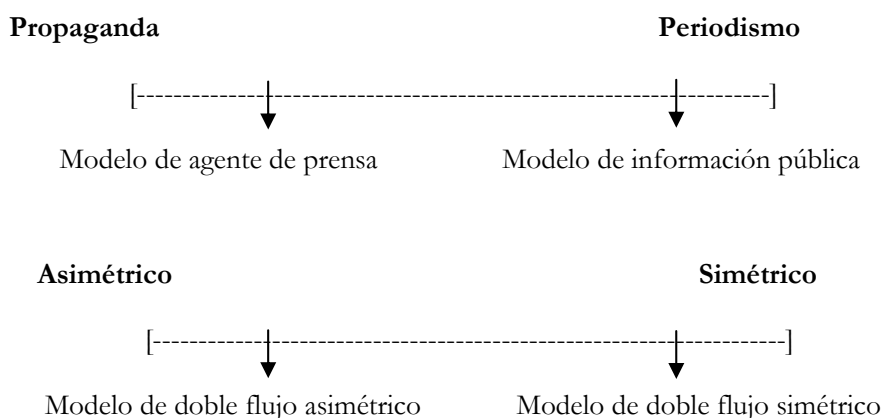 Propaganda Periodismo
[----------------------------------------------------------------------]
Modelo de agente de prensa Modelo de información pública
Asimétrico Simétrico
[----------------------------------------------------------------------]
Modelo de doble flujo asimétrico Modelo de doble flujo simétrico